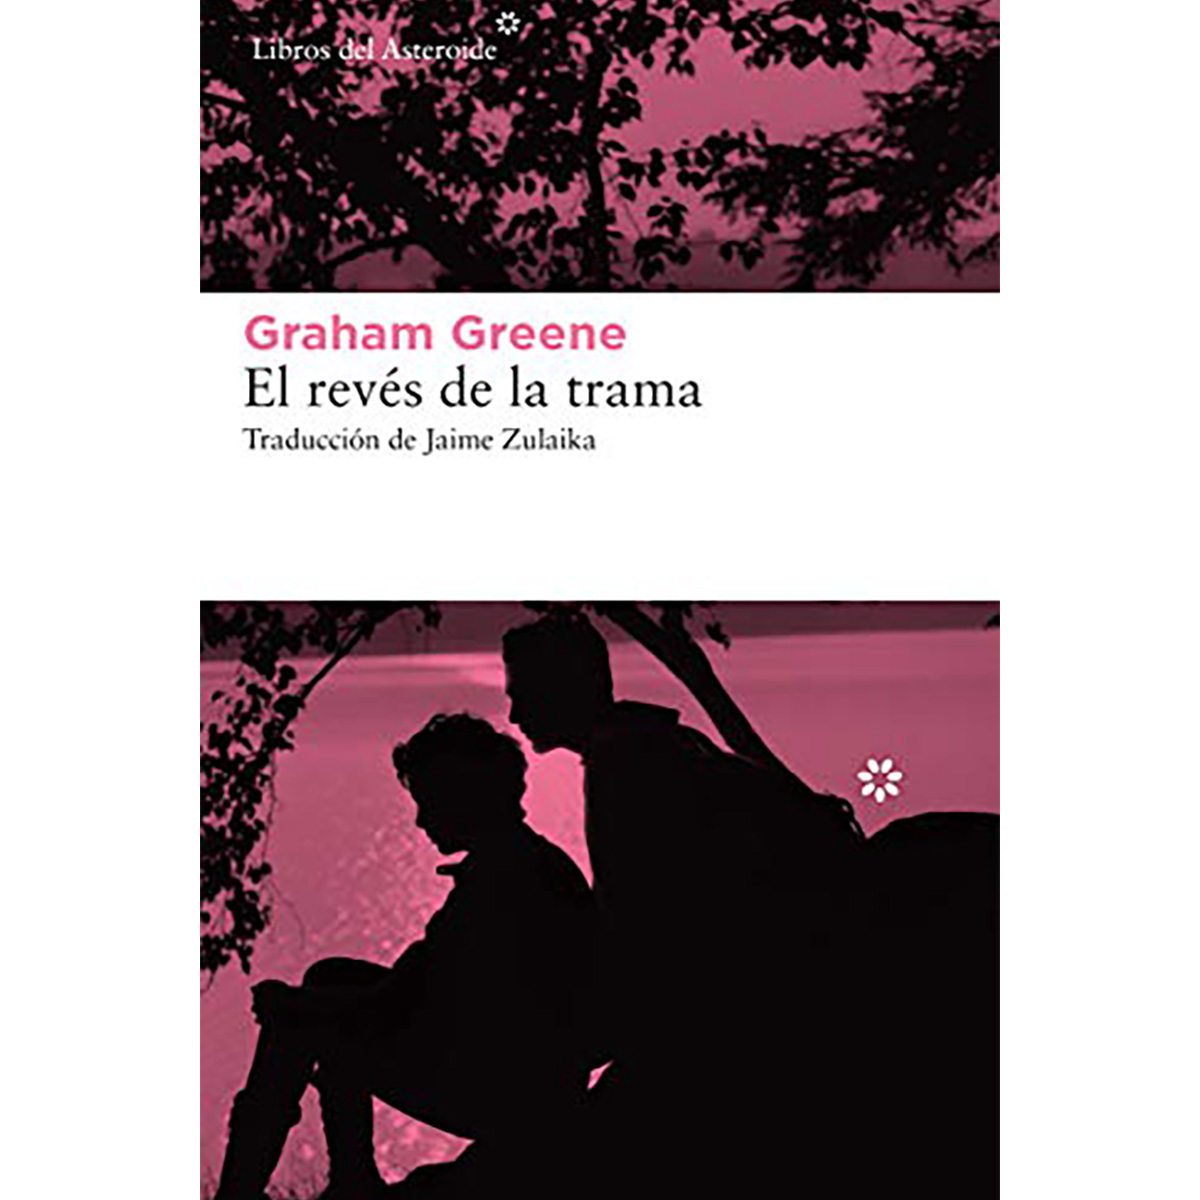 Libros del Asteroide
Graham Greene
El revés de la trama
Traducción de Jaime Zulaika